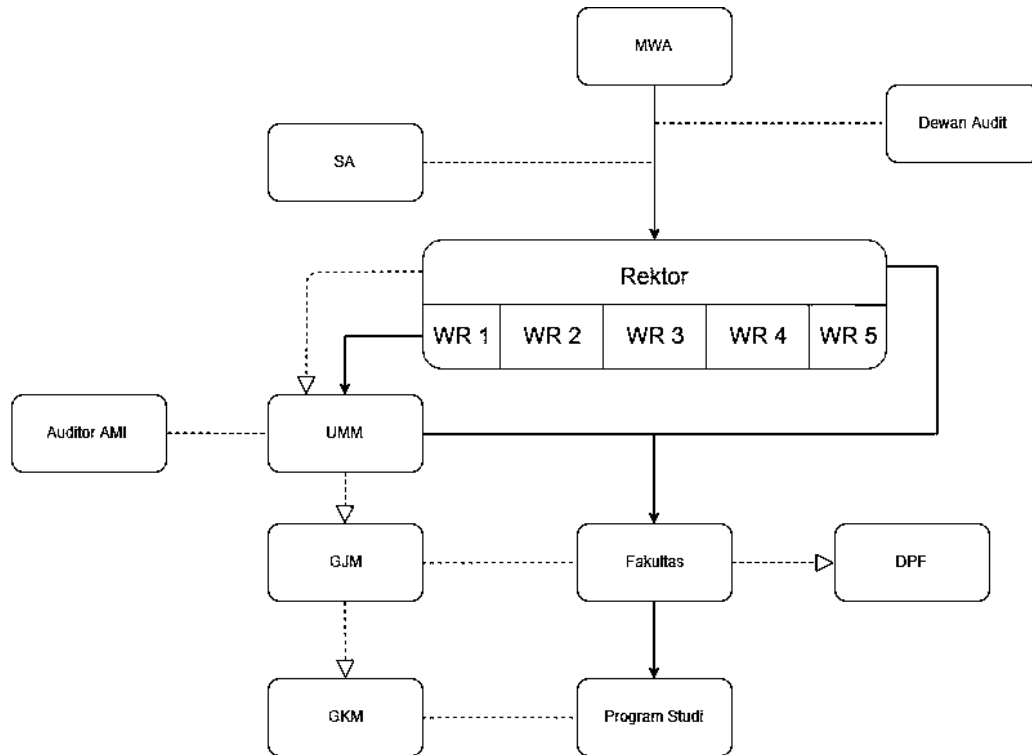 MWA
Dewan Audit
SA
Rektor
WR 1 WR 2 WR 3 WR 4 WR 5
Auditor AMI
UMM
GJM
Fakultas
DPF
GKM
Program Studi